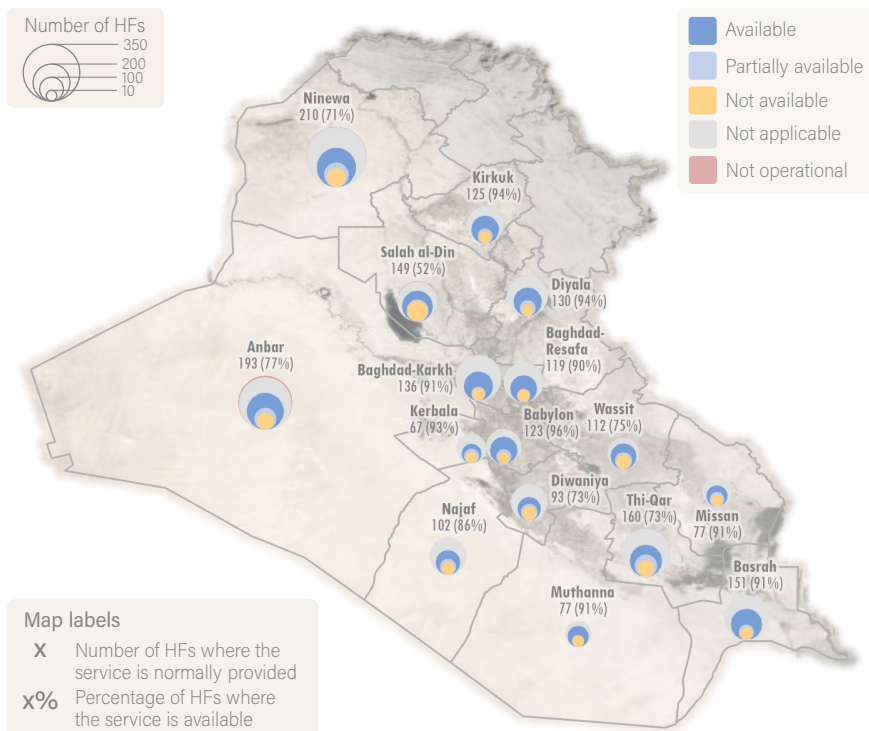 Number of HFs
350
200
100
10
Available
Partially available
Not available
Not applicable
Not operational
Ninewa
210 (71%)
Kirkuk
125 (94%)
Salah al-Din
149 (52%)
Diyala
130 (94%)
Baghdad-
Resafa
119 (90%)
Anbar
193 (77%)
Baghdad-Karkh
136 (91%)
Kerbala
67 (93%)
Babylon
123 (96%)
Wassit
112 (75%)
Diwaniya
93 (73%)
Thi-Qar
160 (73%)
Missan
77 (91%)
Najaf
102 (86%)
Basrah
151 (91%)
Muthanna
77 (91%)
Map labels
x Number of HFs where the
service is normally provided
x% Percentage of HFs where
the service is available